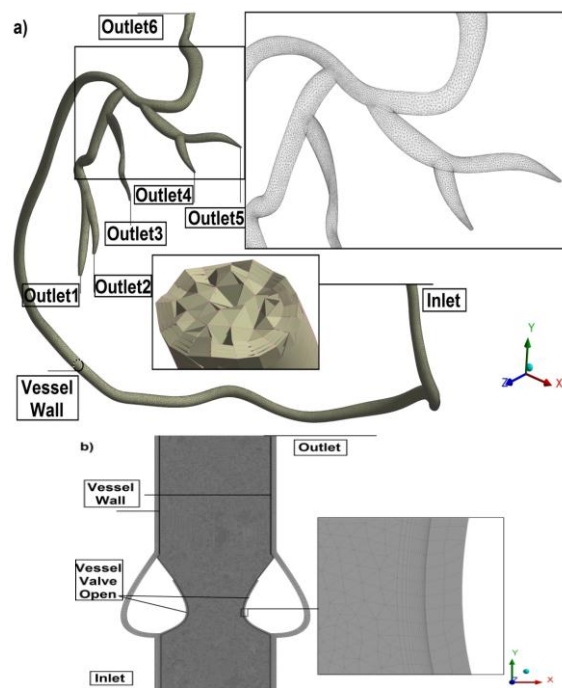 a)
Outlet6
Outlet4
Outlet5
Outlet3
Outlet2
Outlet1
Inlet
Vessel
Wall
Y
Z
X
b)
Outlet
Vessel
Wall
Vessel
Valve
Open
Inlet
Y
Z
X